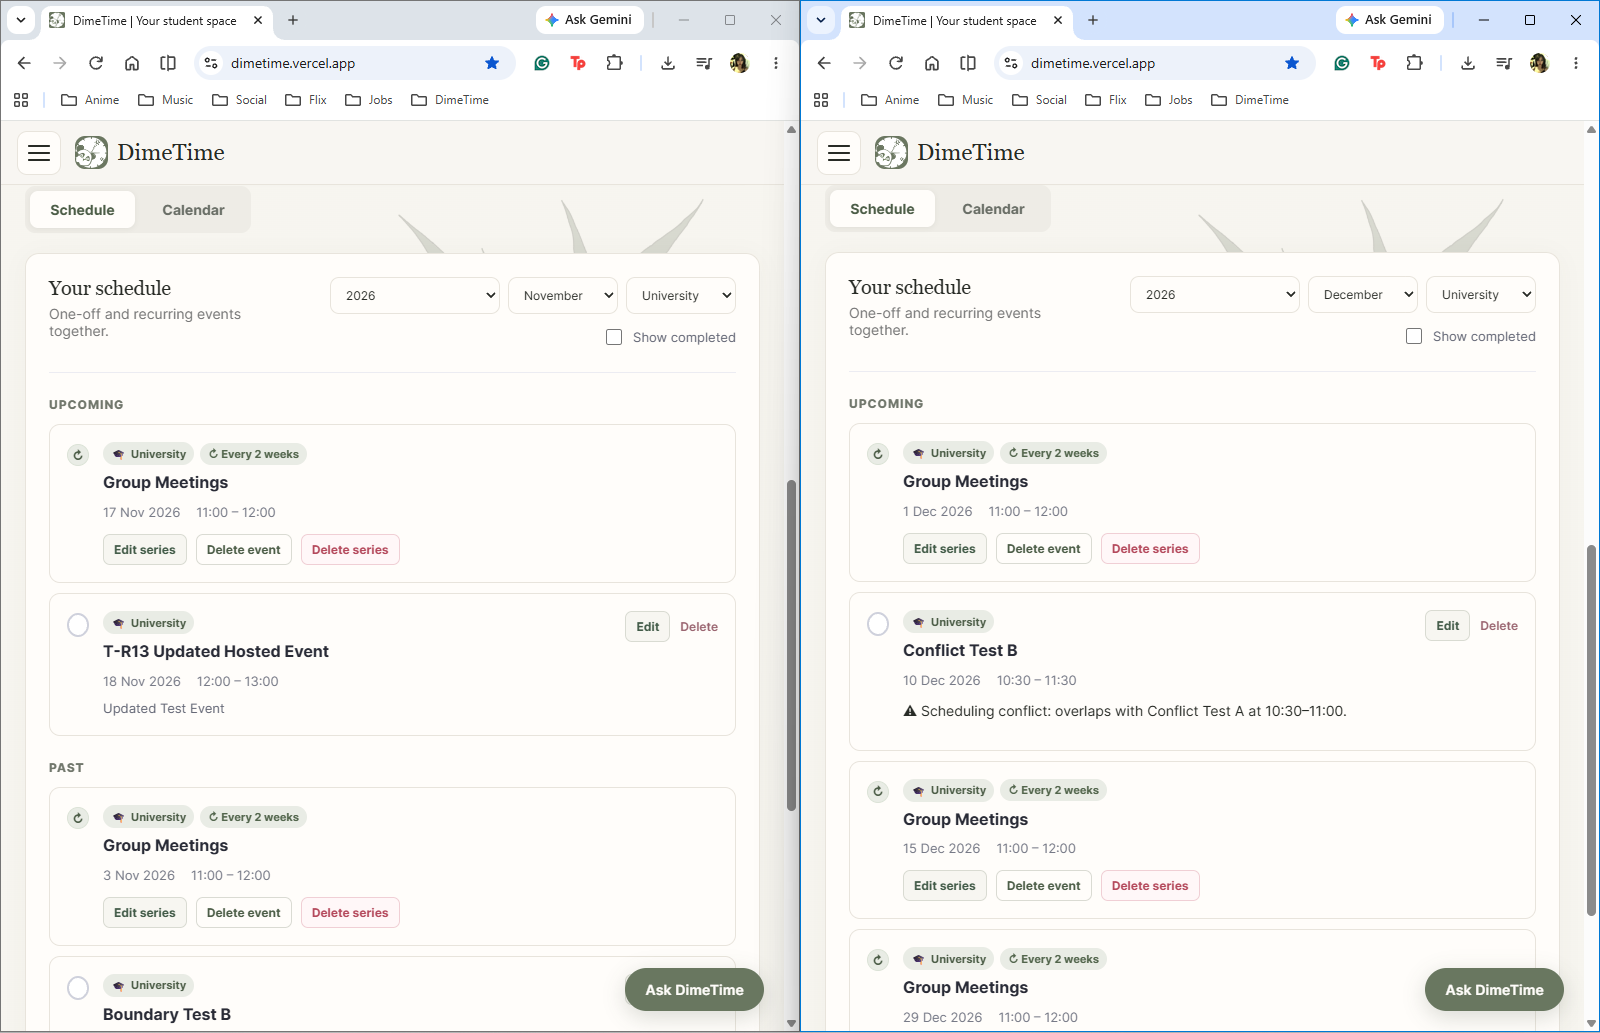 DimeTime | Your student space
Ask Gemini
dimetime.vercel.app
Anime
Music
Social
Flix
Jobs
DimeTime
DimeTime
Schedule
Calendar
Your schedule
One-off and recurring events
together.
2026
November
University
Show completed
UPCOMING
University
Every 2 weeks
Group Meetings
17 Nov 2026 11:00 – 12:00
Edit series
Delete event
Delete series
University
Edit
Delete
T-R13 Updated Hosted Event
18 Nov 2026 12:00 – 13:00
Updated Test Event
PAST
University
Every 2 weeks
Group Meetings
3 Nov 2026 11:00 – 12:00
Edit series
Delete event
Delete series
University
Boundary Test B
Ask DimeTime
DimeTime | Your student space
Ask Gemini
dimetime.vercel.app
Anime
Music
Social
Flix
Jobs
DimeTime
DimeTime
Schedule
Calendar
Your schedule
One-off and recurring events
together.
2026
December
University
Show completed
UPCOMING
University
Every 2 weeks
Group Meetings
1 Dec 2026 11:00 – 12:00
Edit series
Delete event
Delete series
University
Edit
Delete
Conflict Test B
10 Dec 2026 10:30 – 11:30
Scheduling conflict: overlaps with Conflict Test A at 10:30–11:00.
University
Every 2 weeks
Group Meetings
15 Dec 2026 11:00 – 12:00
Edit series
Delete event
Delete series
University
Every 2 weeks
Group Meetings
29 Dec 2026 11:00 – 12:00
Ask DimeTime